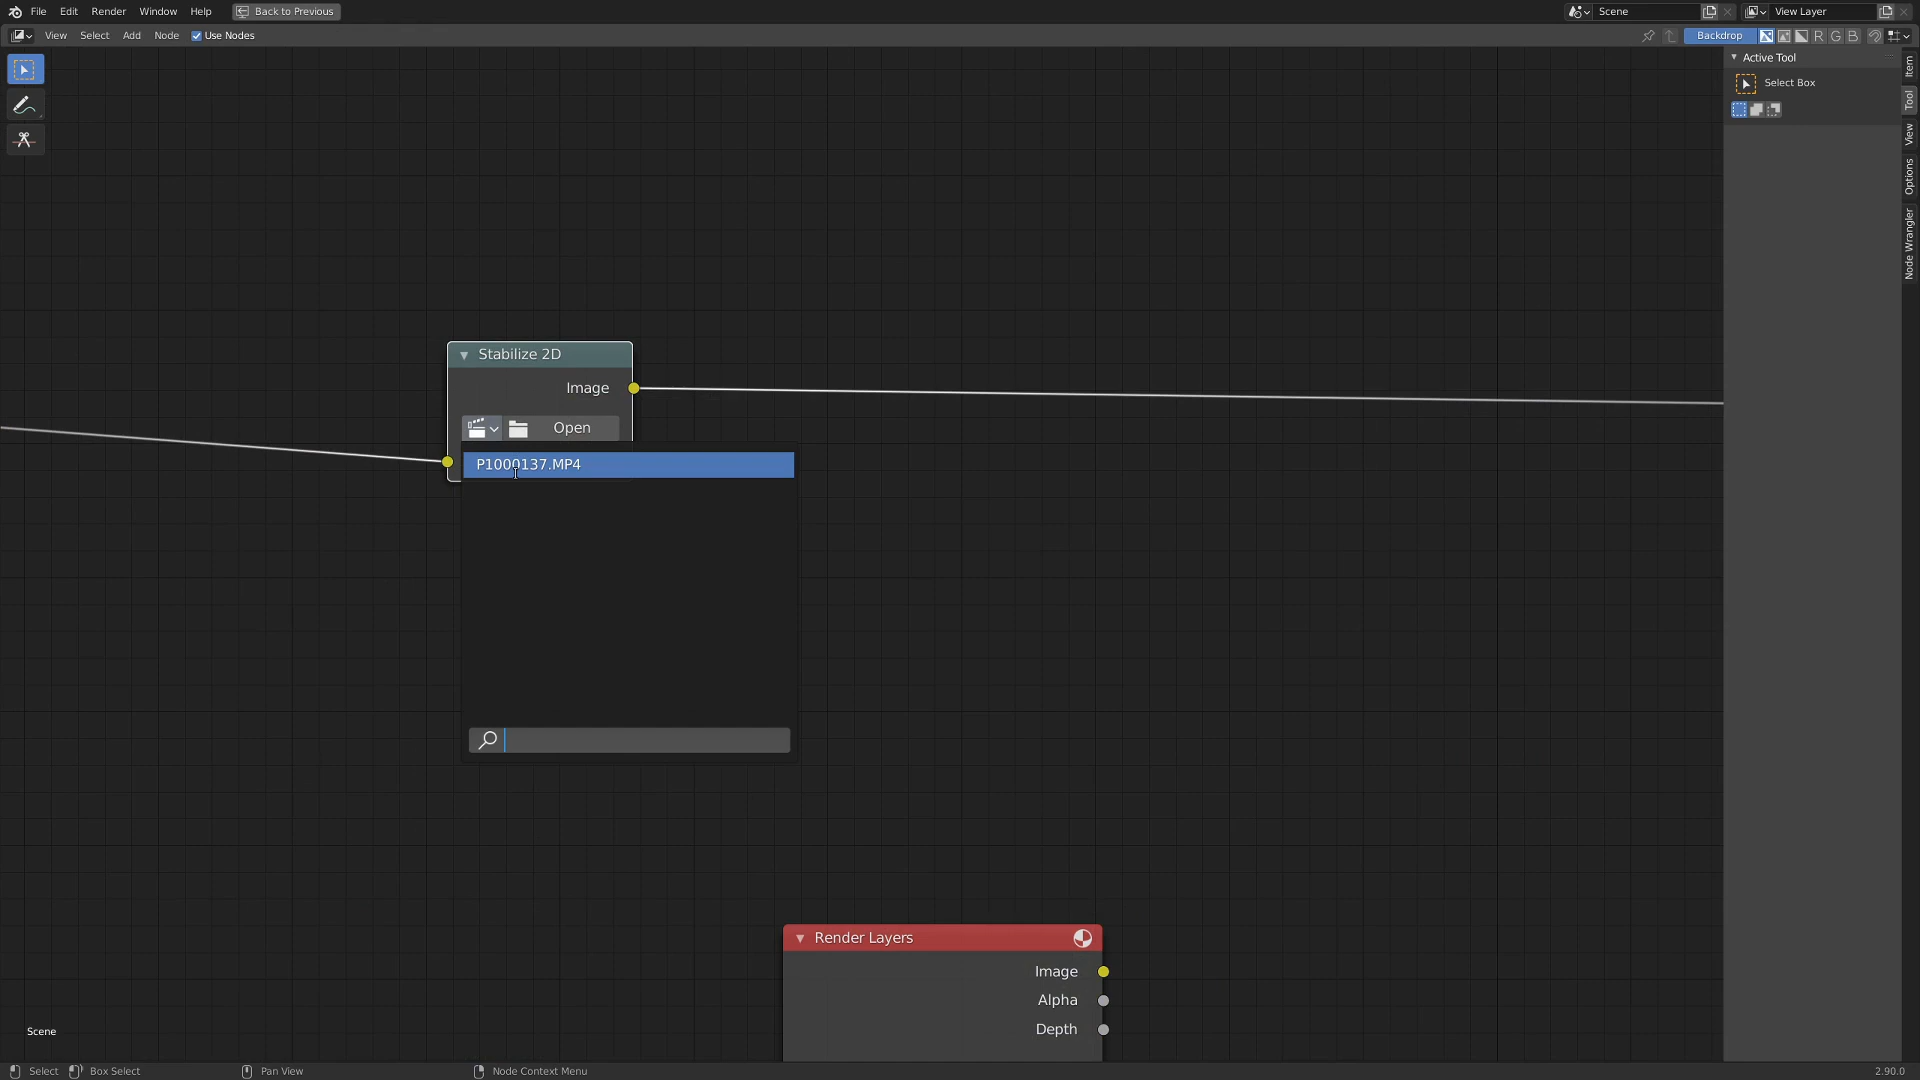 File Edit Render Window Help Back to Previous Scene View Layer
View Select Add Node Use Nodes Backdrop R G B
Active Tool
Select Box
Item
Tool
View
Options
Node Wrangler
Stabilize 2D
Image
Open
P1000137.MP4
Render Layers
Image
Alpha
Depth
Scene
Select Box Select Pan View Node Context Menu 2.90.0